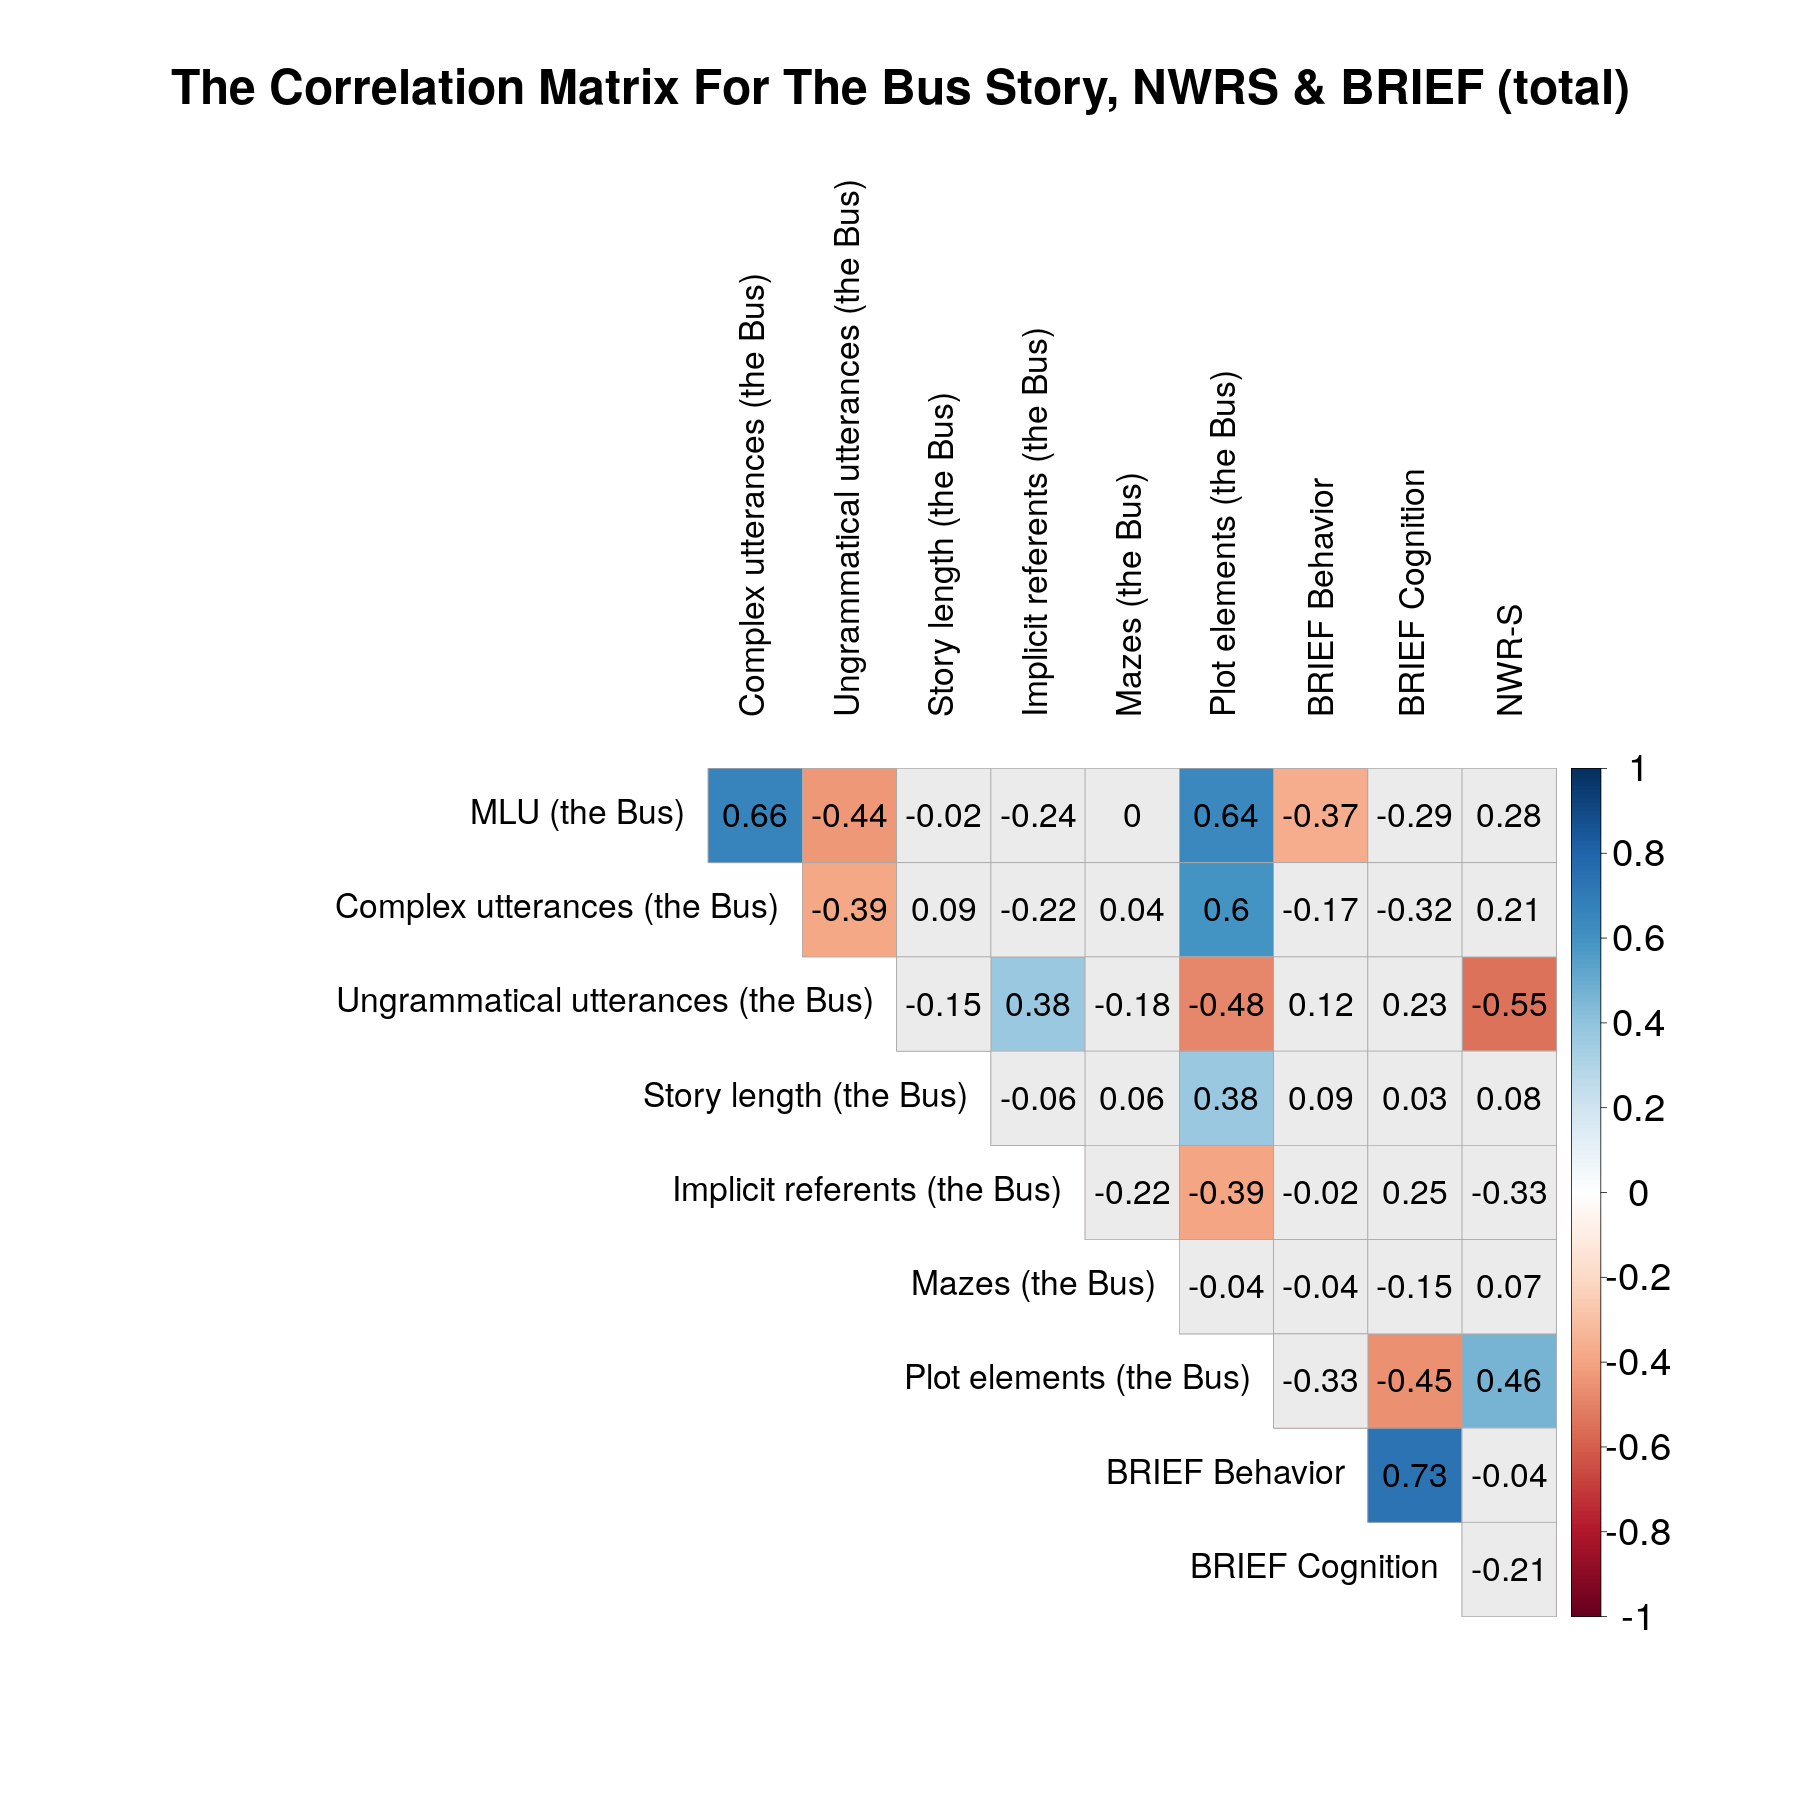 The Correlation Matrix For The Bus Story, NWRS & BRIEF (total)
Complex utterances (the Bus)
Ungrammatical utterances (the Bus)
Story length (the Bus)
Implicit referents (the Bus)
Mazes (the Bus)
Plot elements (the Bus)
BRIEF Behavior
BRIEF Cognition
NWR-S
MLU (the Bus) 0.66 -0.44 -0.02 -0.24 0 0.64 -0.37 -0.29 0.28
Complex utterances (the Bus) -0.39 0.09 -0.22 0.04 0.6 -0.17 -0.32 0.21
Ungrammatical utterances (the Bus) -0.15 0.38 -0.18 -0.48 0.12 0.23 -0.55
Story length (the Bus) -0.06 0.06 0.38 0.09 0.03 0.08
Implicit referents (the Bus) -0.22 -0.39 -0.02 0.25 -0.33
Mazes (the Bus) -0.04 -0.04 -0.15 0.07
Plot elements (the Bus) -0.33 -0.45 0.46
BRIEF Behavior 0.73 -0.04
BRIEF Cognition -0.21
1
0.8
0.6
0.4
0.2
0
-0.2
-0.4
-0.6
-0.8
-1